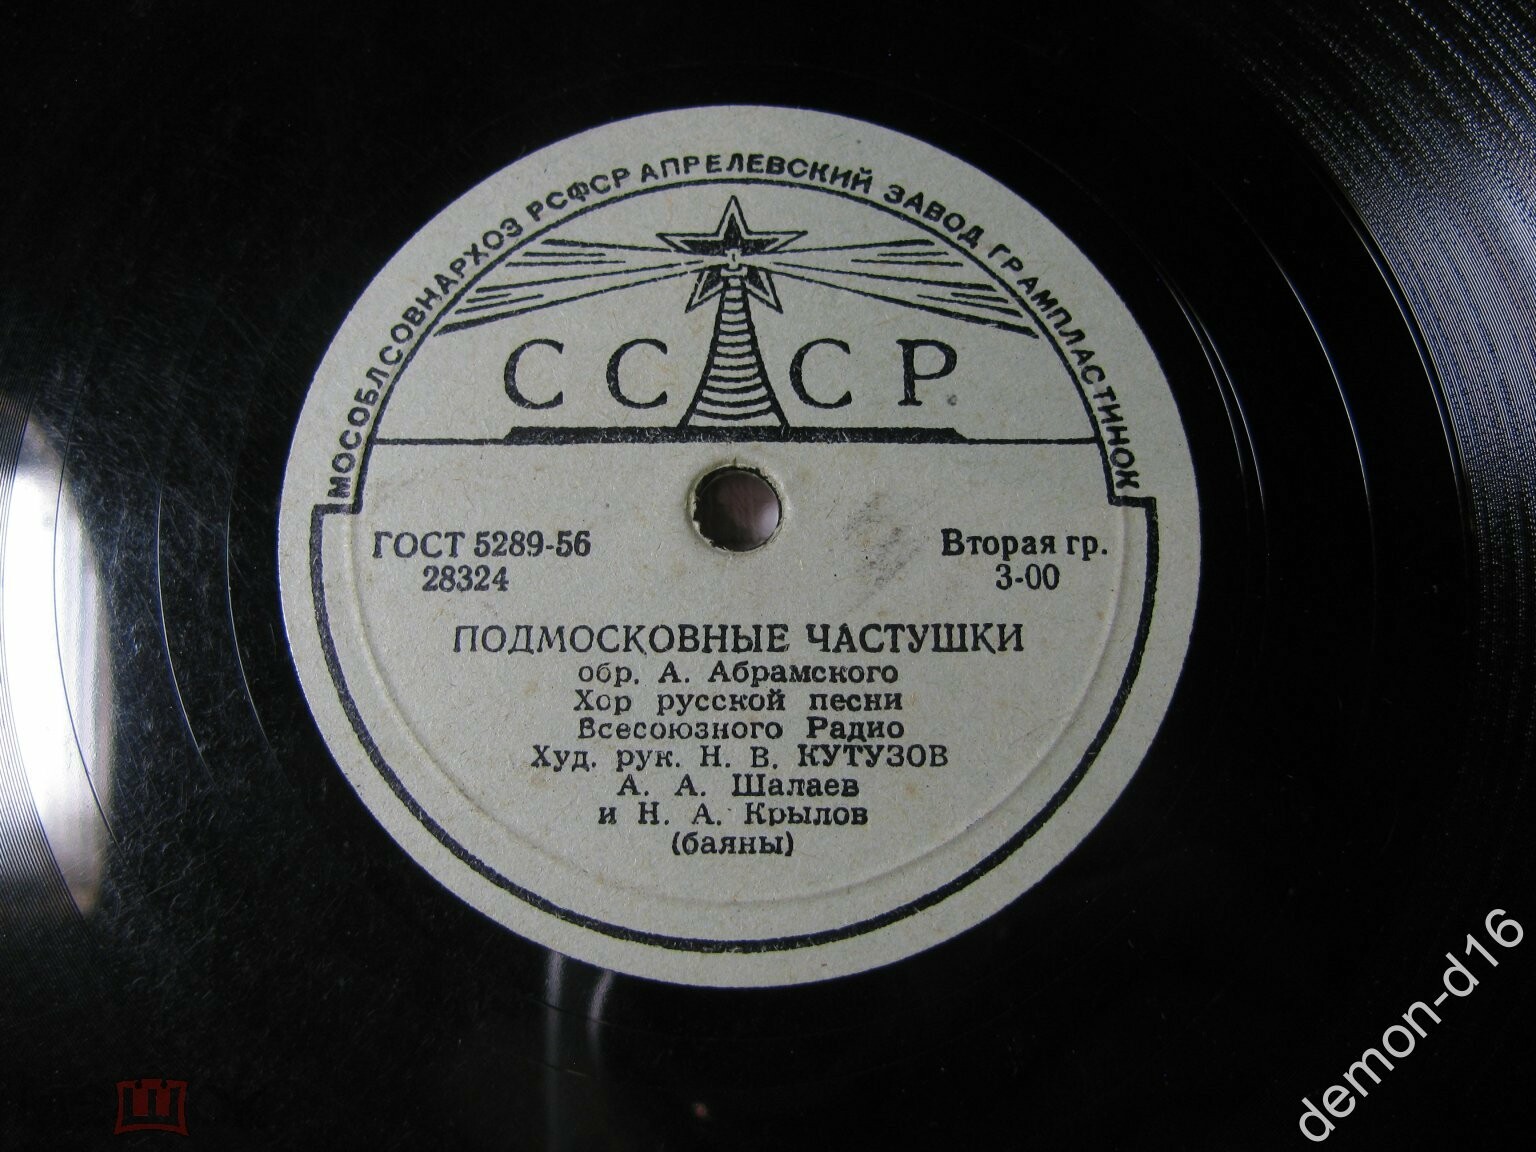 МОСОБЛСОВНАРХОЗ РСФСР АПРЕЛЕВСКИЙ ЗАВОД ГРАМПЛАСТИНОК
СССР
ГОСТ 5289-56
28324
Вторая гр.
3-00
ПОДМОСКОВНЫЕ ЧАСТУШКИ
обр. А. Абрамского
Хор русской песни
Всесоюзного Радио
Худ. рук. Н. В. КУТУЗОВ
А. А. Шалаев
и Н. А. Крылов
(баяны)
demon-d16